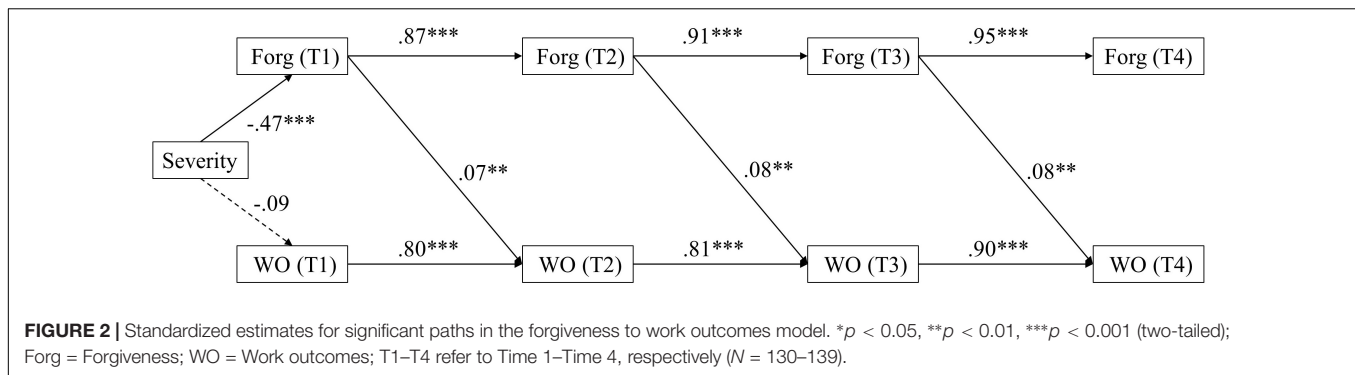 .87*** .91*** .95***
Forg (T1) Forg (T2) Forg (T3) Forg (T4)
-.47***
Severity
.07** .08** .08**
-.09
.80*** .81*** .90***
WO (T1) WO (T2) WO (T3) WO (T4)
FIGURE 2 | Standardized estimates for significant paths in the forgiveness to work outcomes model. *p < 0.05, **p < 0.01, ***p < 0.001 (two-tailed);
Forg = Forgiveness; WO = Work outcomes; T1–T4 refer to Time 1–Time 4, respectively (N = 130–139).